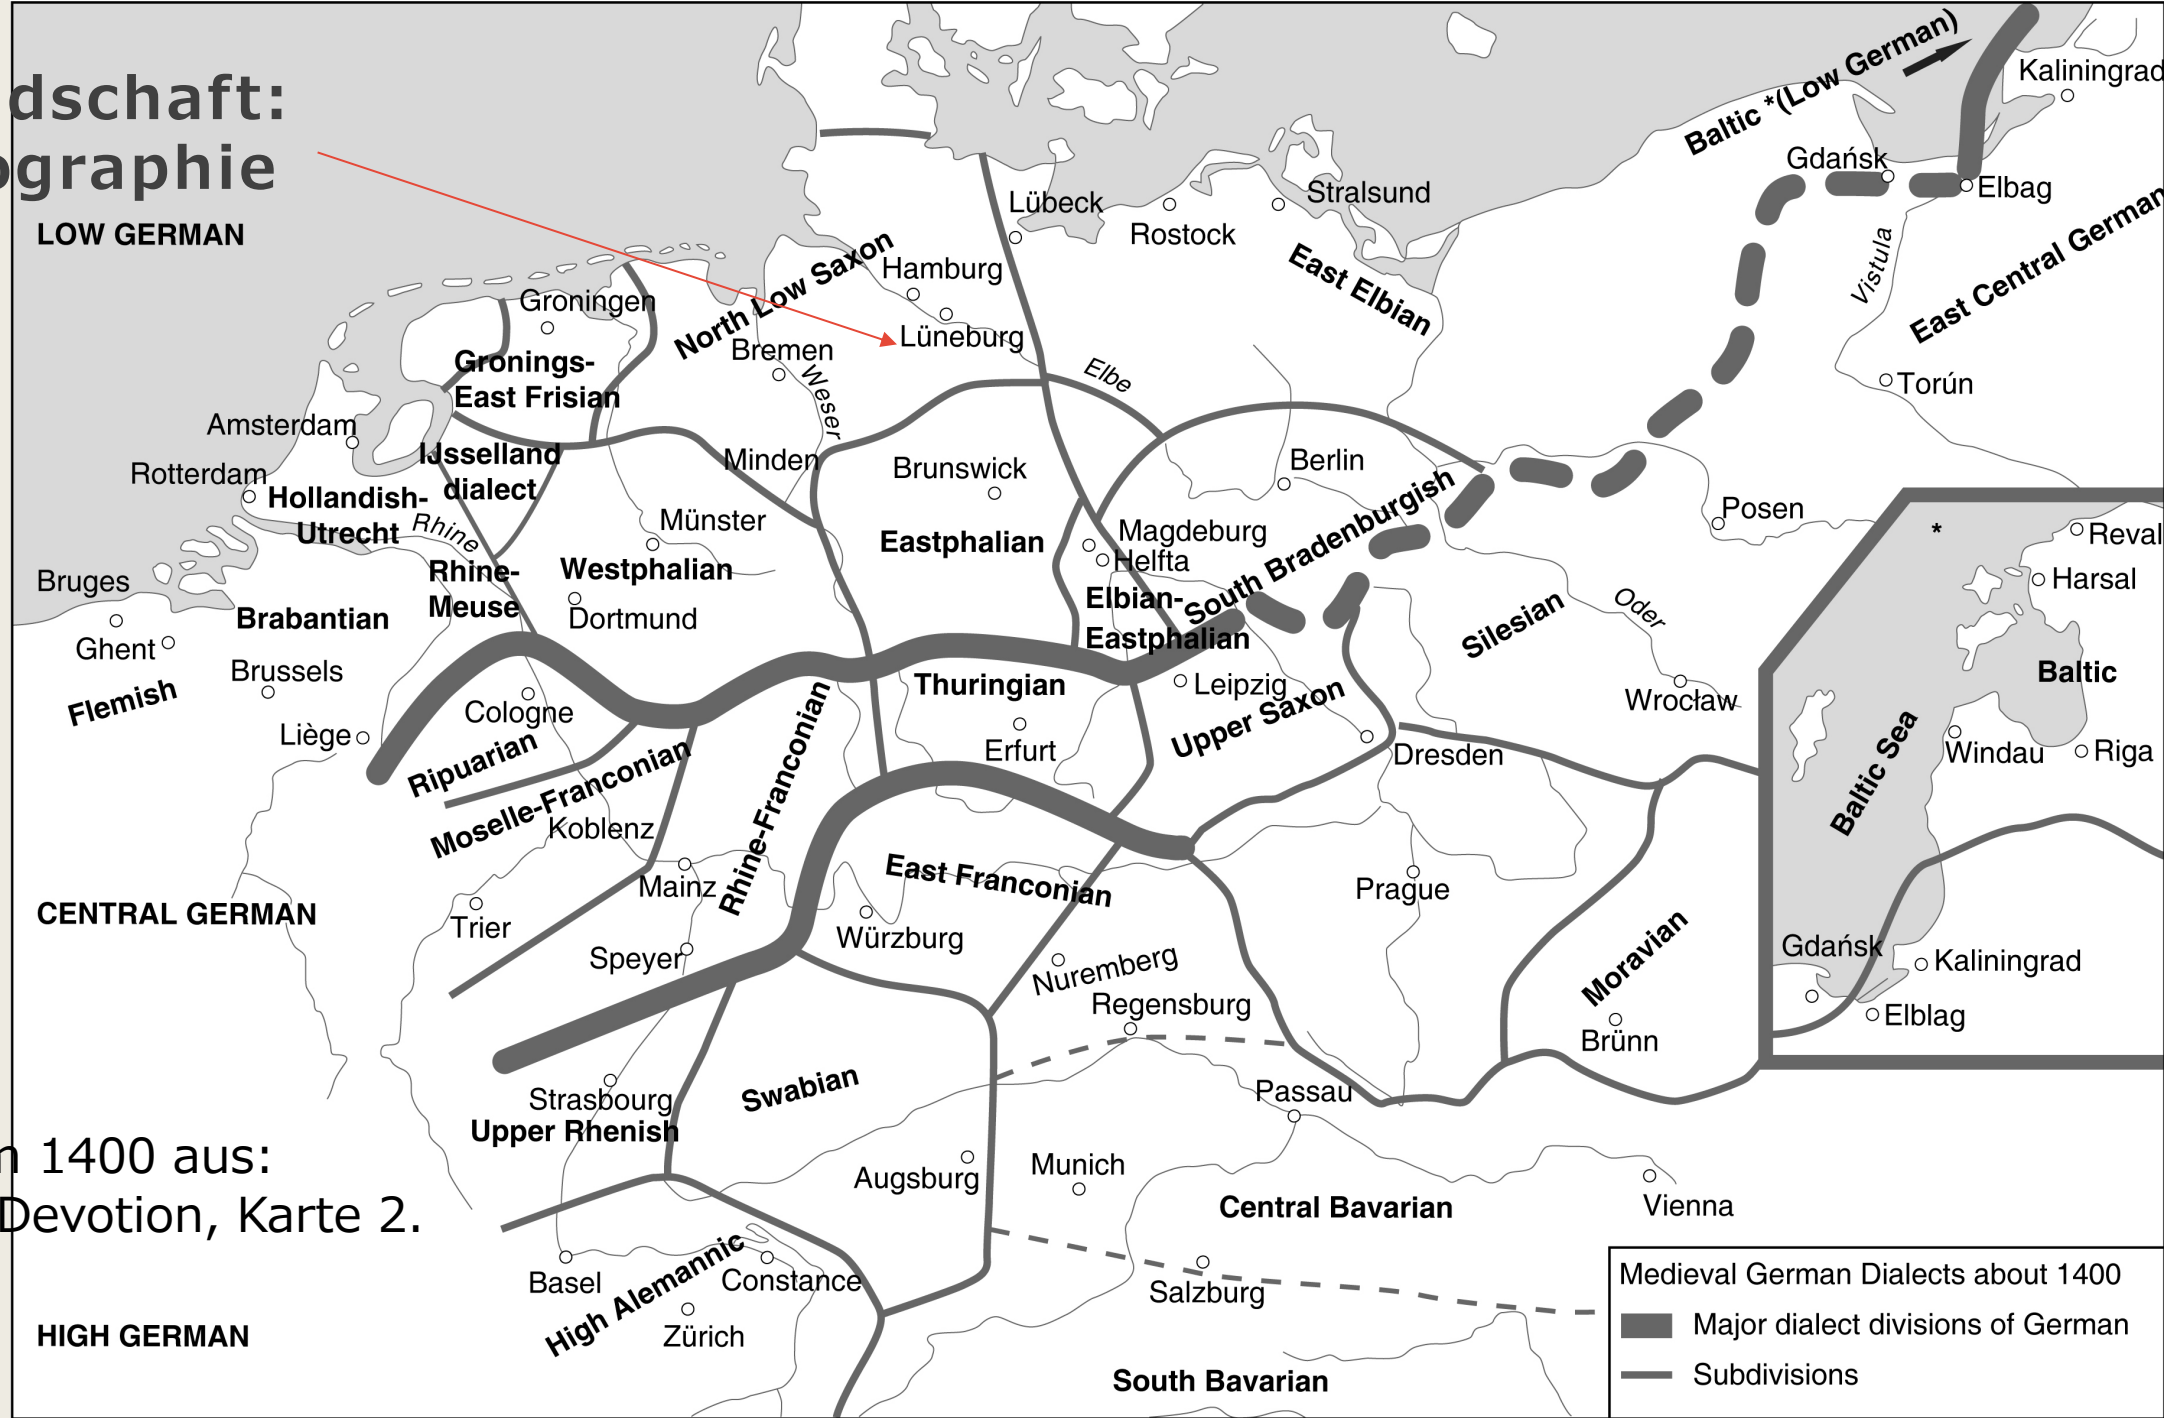 dschaft:
ographie
LOW GERMAN
Baltic *(Low German)
Kaliningrad
Gdańsk
Elbag
Lübeck
Rostock
Stralsund
Vistula
East Central German
North Low Saxon
Hamburg
East Elbian
Groningen
Lüneburg
Bremen
Weser
Elbe
Gronings-
East Frisian
Torún
Amsterdam
IJsselland
dialect
Minden
Brunswick
Berlin
Rotterdam
Hollandish-
Utrecht
Rhine
Münster
Magdeburg
Helfta
South Bradenburgish
Posen
Eastphalian
Westphalian
Rhine-
Meuse
Bruges
Brabantian
Dortmund
Elbian-
Eastphalian
Silesian
Oder
Ghent
Brussels
Flemish
Liège
Cologne
Thuringian
Leipzig
Upper Saxon
Wrocław
Erfurt
Dresden
Ripuarian
Moselle-Franconian
Rhine-Franconian
Koblenz
Mainz
East Franconian
Prague
CENTRAL GERMAN
Trier
Speyer
Würzburg
Nuremberg
Regensburg
Moravian
Brünn
Strasbourg
Upper Rhenish
Swabian
Passau
n 1400 aus:
Devotion, Karte 2.
Augsburg
Munich
Central Bavarian
Vienna
Basel
High Alemannic
Constance
Salzburg
Zürich
HIGH GERMAN
South Bavarian
*
Reval
Harsal
Baltic
Baltic Sea
Windau
Riga
Gdańsk
Kaliningrad
Elblag
Medieval German Dialects about 1400
Major dialect divisions of German
Subdivisions